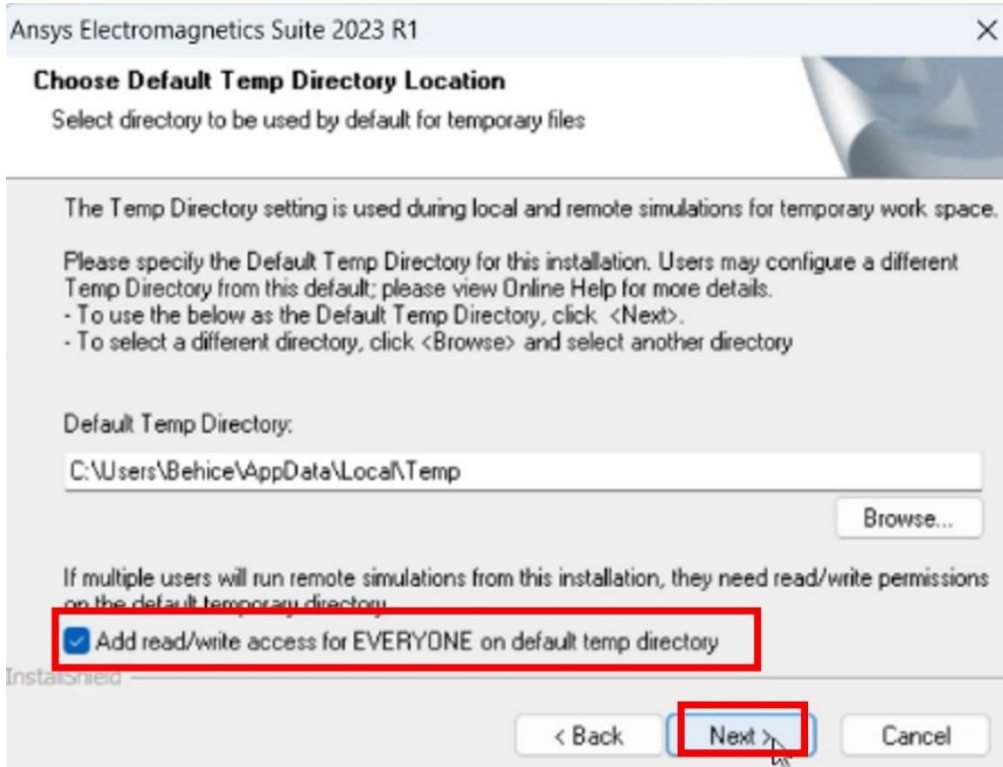 Ansys Electromagnetics Suite 2023 R1
Choose Default Temp Directory Location
Select directory to be used by default for temporary files
The Temp Directory setting is used during local and remote simulations for temporary work space.
Please specify the Default Temp Directory for this installation. Users may configure a different
Temp Directory from this default; please view Online Help for more details.
- To use the below as the Default Temp Directory, click <Next>.
- To select a different directory, click <Browse> and select another directory
Default Temp Directory:
C:\Users\Behice\AppData\Local\Temp
Browse...
If multiple users will run remote simulations from this installation, they need read/write permissions
on the default temporary directory.
Add read/write access for EVERYONE on default temp directory
InstallShield
< Back Next > Cancel